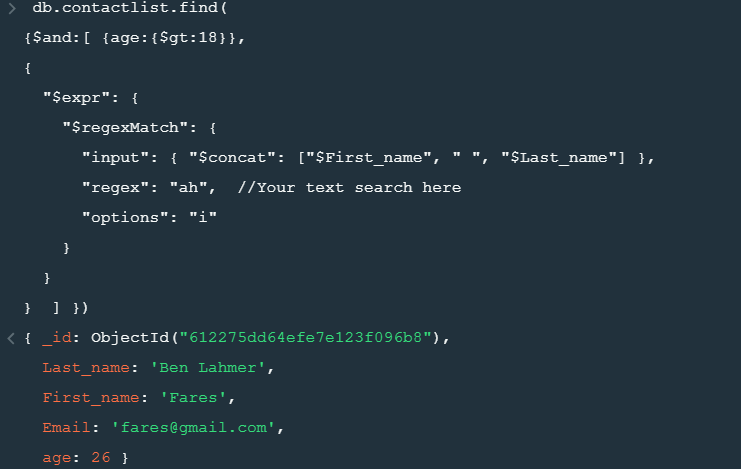 > db.contactlist.find(
{$and:[ {age:{$gt:18}},
{
"$expr": {
"$regexMatch": {
"input": { "$concat": ["$First_name", " ", "$Last_name"] },
"regex": "ah",  //Your text search here
"options": "i"
}
}
}  ] })
< { _id: ObjectId("612275dd64efe7e123f096b8"),
Last_name: 'Ben Lahmer',
First_name: 'Fares',
Email: 'fares@gmail.com',
age: 26 }